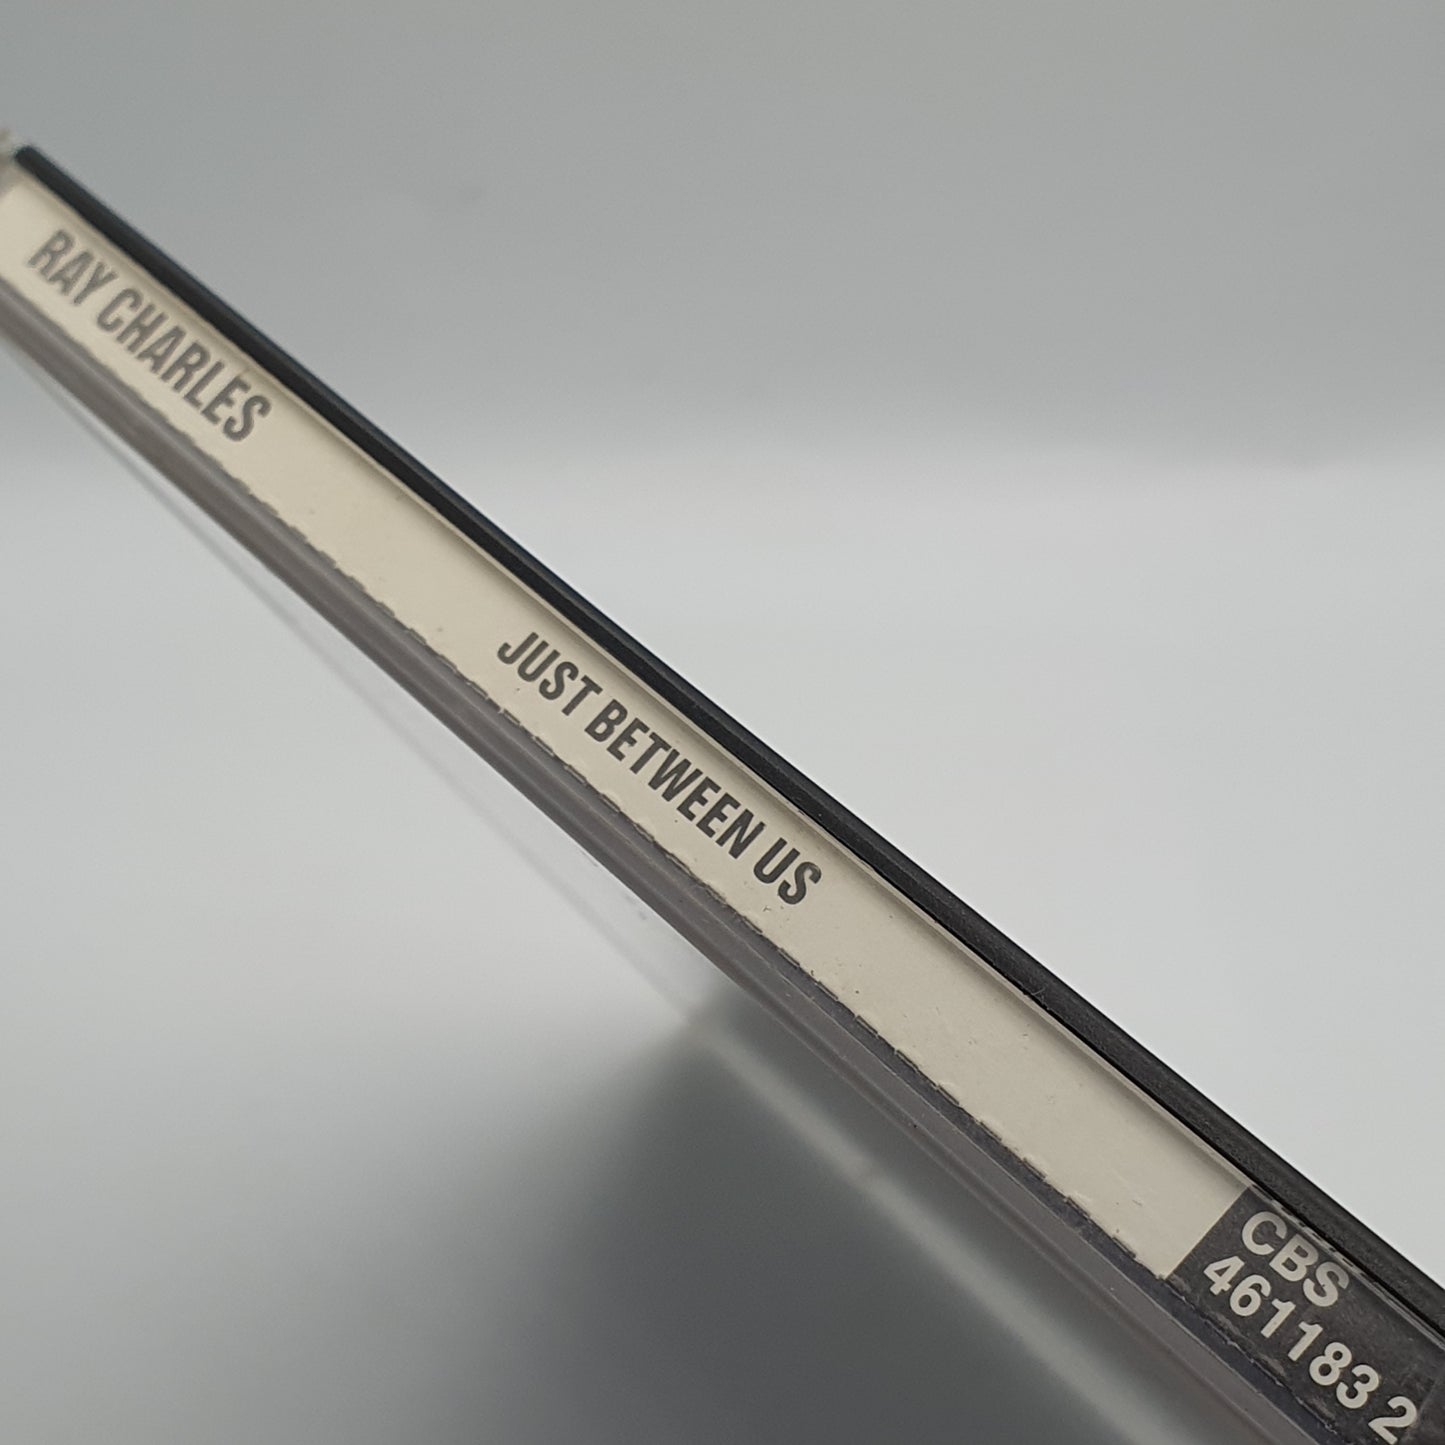 RAY CHARLES
JUST BETWEEN US
CBS
461183 2